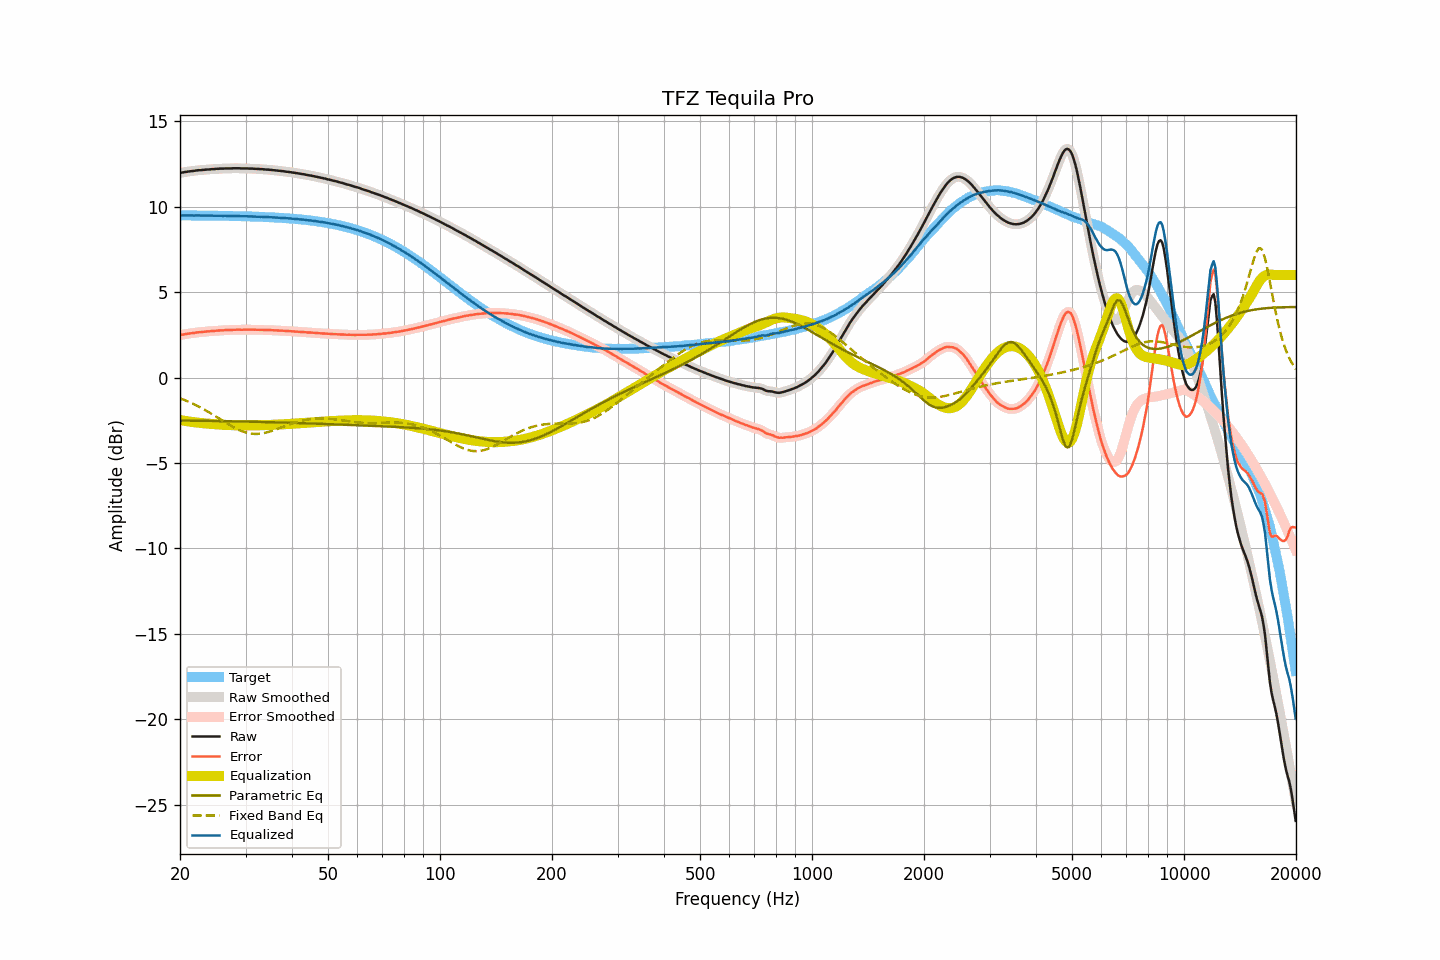 TFZ Tequila Pro
15
10
5
0
−5
−10
−15
−20
−25
Amplitude (dBr)
Target
Raw Smoothed
Error Smoothed
Raw
Error
Equalization
Parametric Eq
Fixed Band Eq
Equalized
20 50 100 200 500 1000 2000 5000 10000 20000
Frequency (Hz)